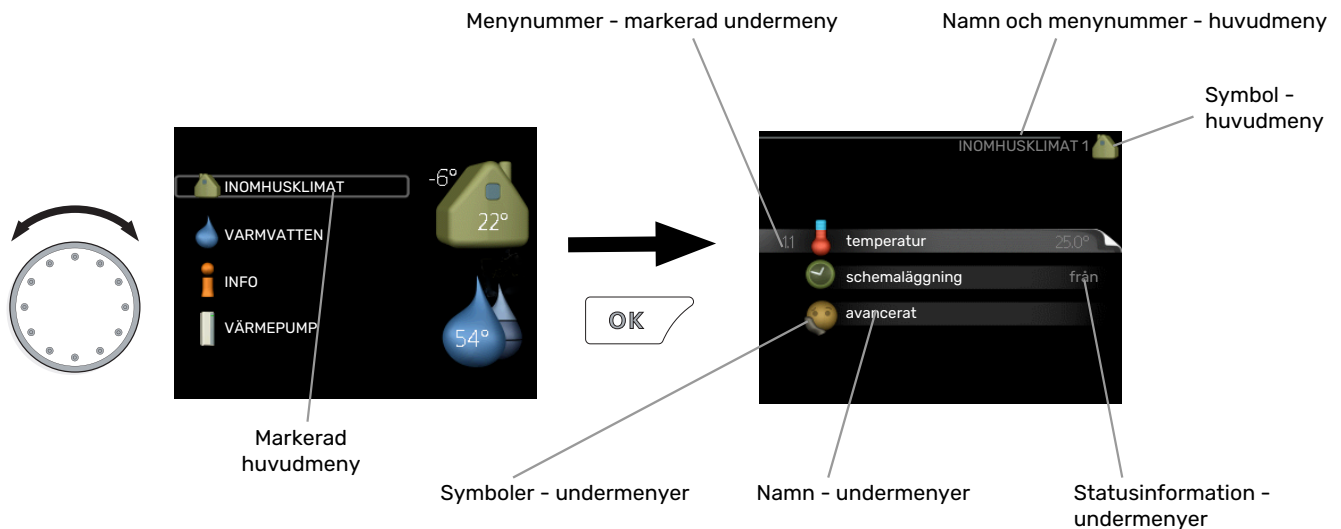 Menynummer - markerad undermeny
Namn och menynummer - huvudmeny
Symbol -
huvudmeny
INOMHUSKLIMAT
VARMVATTEN
INFO
VÄRMEPUMP
-6°
22°
54°
OK
INOMHUSKLIMAT 1
1.1 temperatur 25.0°
schemaläggning från
avancerat
Markerad
huvudmeny
Symboler - undermenyer
Namn - undermenyer
Statusinformation -
undermenyer